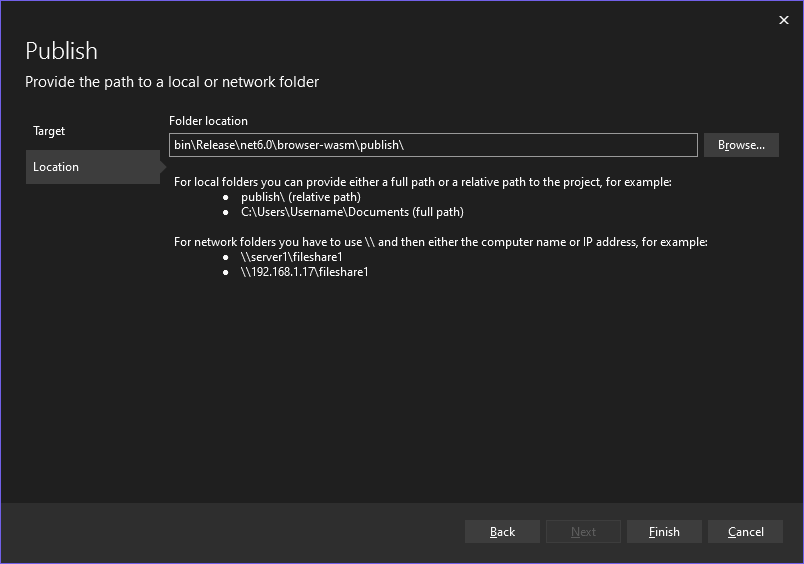 Publish
Provide the path to a local or network folder
Target
Location
Folder location
bin\Release\net6.0\browser-wasm\publish\
Browse...
For local folders you can provide either a full path or a relative path to the project, for example:
● publish\ (relative path)
● C:\Users\Username\Documents (full path)
For network folders you have to use \\ and then either the computer name or IP address, for example:
● \\server1\fileshare1
● \\192.168.1.17\fileshare1
Back
Next
Finish
Cancel